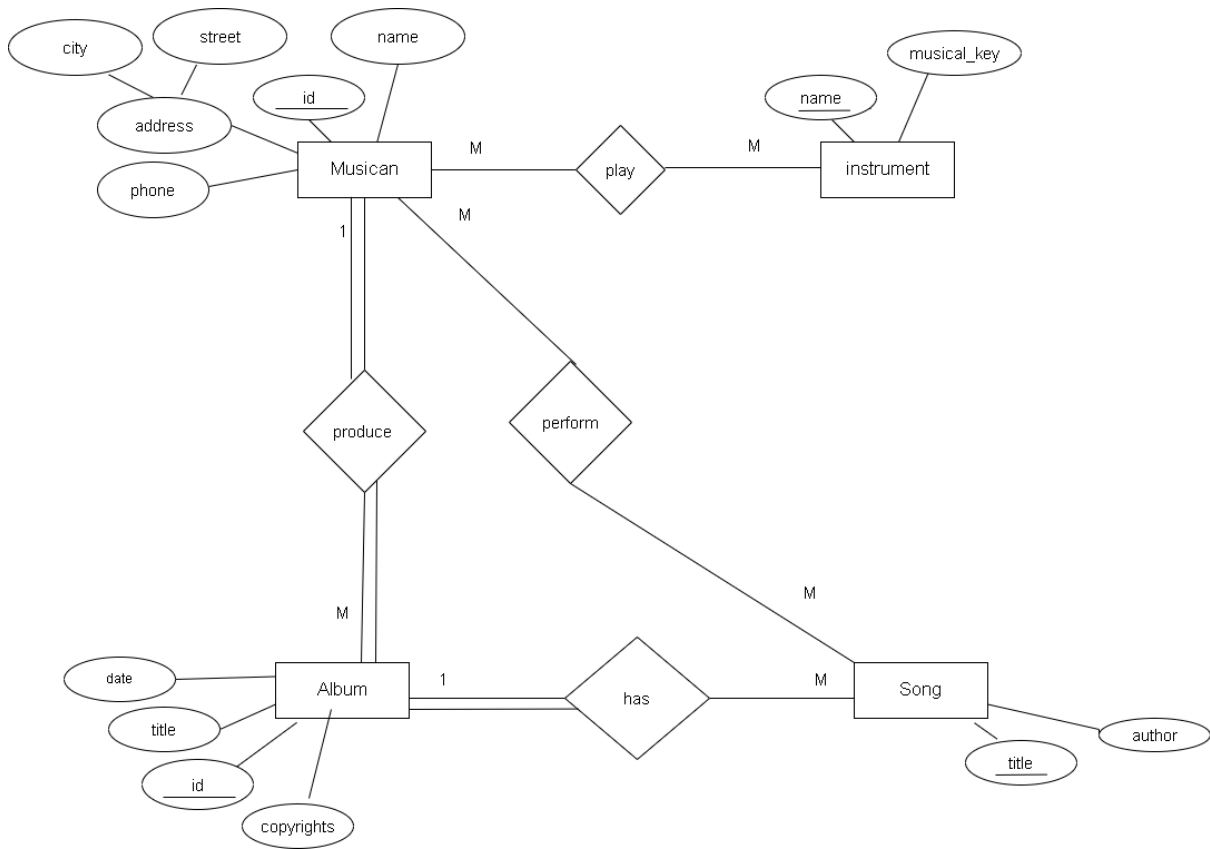 city
street
name
musical_key
id
name
address
phone
Musican
M
play
M
instrument
M
1
produce
perform
M
M
date
Album
1
has
M
Song
title
author
id
title
copyrights